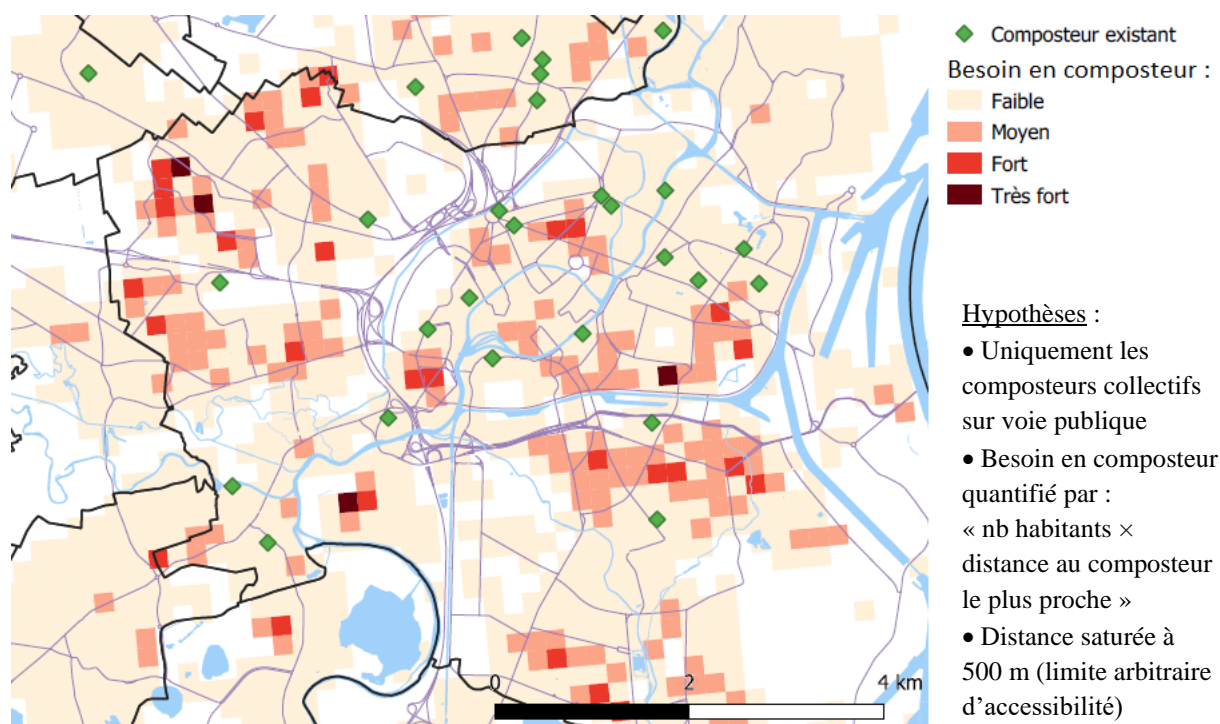 Composteur existant
Besoin en composteur :
Faible
Moyen
Fort
Très fort
Hypothèses :
• Uniquement les
composteurs collectifs
sur voie publique
• Besoin en composteur
quantifié par :
« nb habitants ×
distance au composteur
le plus proche »
• Distance saturée à
500 m (limite arbitraire
d’accessibilité)
0 2 4 km